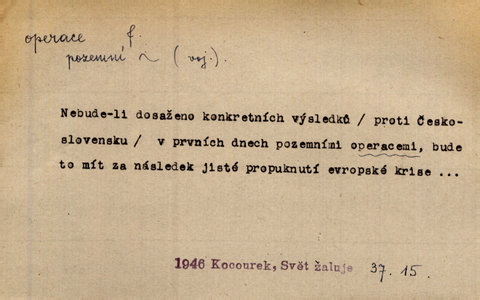 operace f.
pozemní ~ (voj.).
Nebude-li dosaženo konkretních výsledků / proti Česko-
slovensku / v prvních dnech pozemními operacemi, bude
to mít za následek jisté propuknutí evropské krise ...
1946 Kocourek, Svět žaluje 37. 15.